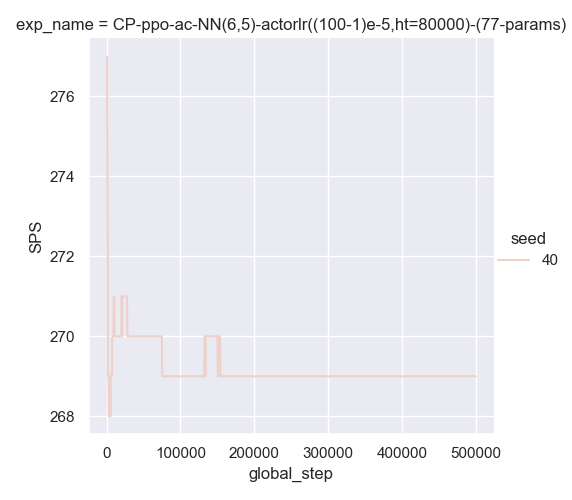 exp_name = CP-ppo-ac-NN(6,5)-actorlr((100-1)e-5,ht=80000)-(77-params)
276
274
272
270
268
SPS
0 100000 200000 300000 400000 500000
global_step
seed
40